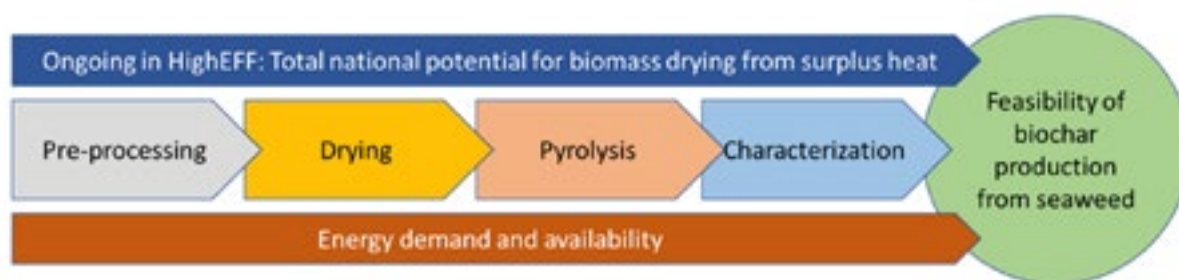 Ongoing in HighEFF: Total national potential for biomass drying from surplus heat
Pre-processing
Drying
Pyrolysis
Characterization
Feasibility of
biochar
production
from seaweed
Energy demand and availability